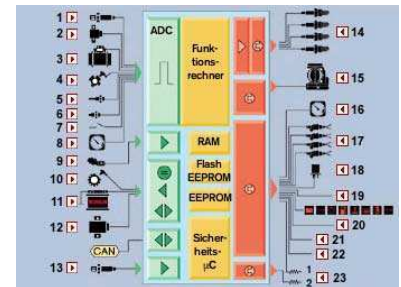 1
2
3
4
5
6
7
8
9
10
11
12
CAN
13
ADC
Funk-
tions-
rechner
RAM
Flash
EEPROM
EEPROM
Sicher-
heits-
µC
14
15
16
17
18
19
20
21
22
1
2
23